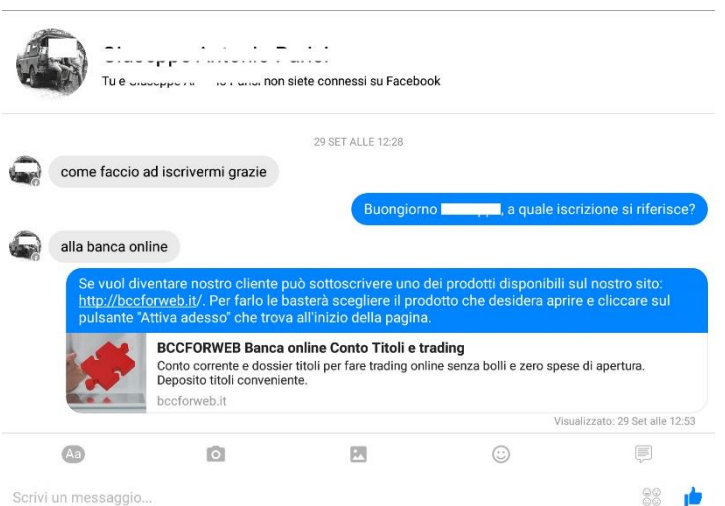 Tu e non siete connessi su Facebook
29 SET ALLE 12:28
come faccio ad iscrivermi grazie
Buongiorno , a quale iscrizione si riferisce?
alla banca online
Se vuol diventare nostro cliente può sottoscrivere uno dei prodotti disponibili sul nostro sito:
http://bccforweb.it/. Per farlo le basterà scegliere il prodotto che desidera aprire e cliccare sul
pulsante "Attiva adesso" che trova all'inizio della pagina.
BCCFORWEB Banca online Conto Titoli e trading
Conto corrente e dossier titoli per fare trading online senza bolli e zero spese di apertura.
Deposito titoli conveniente.
bccforweb.it
Visualizzato: 29 Set alle 12:53
Aa
Scrivi un messaggio...